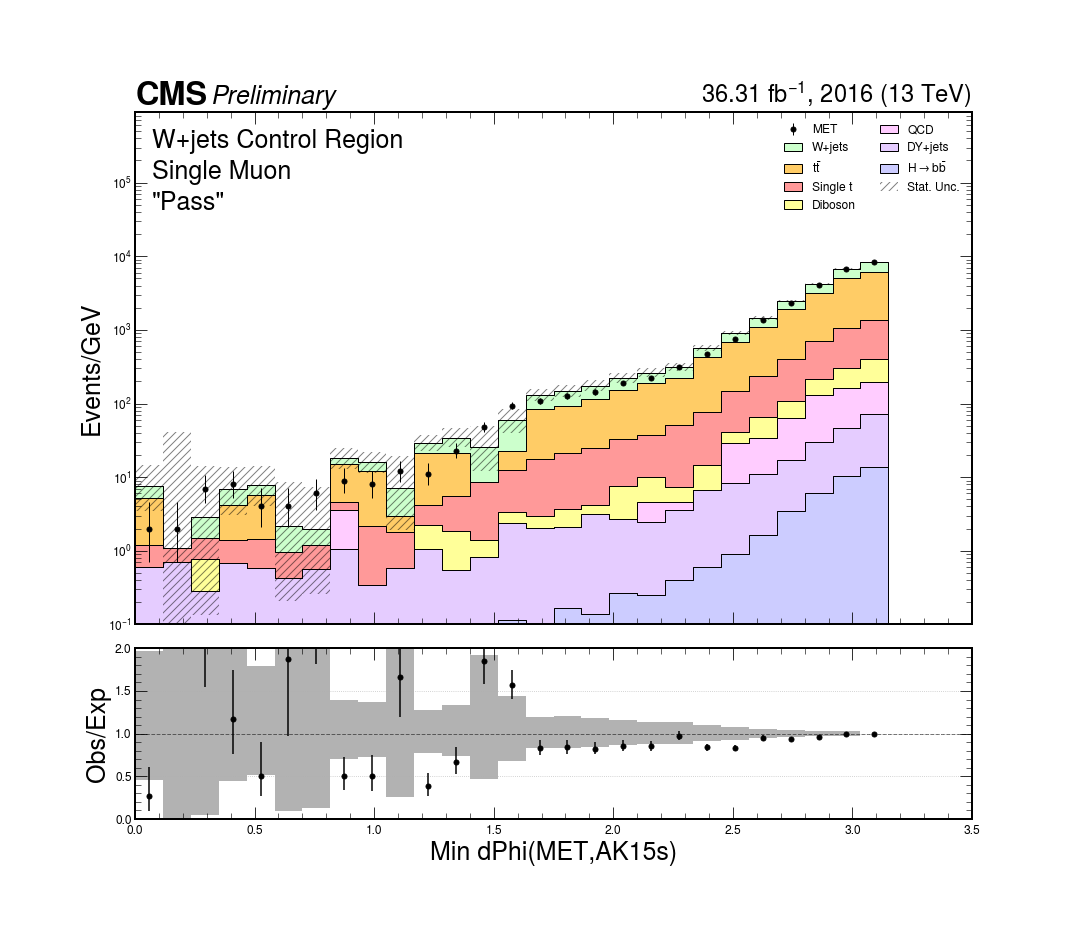 CMS Preliminary
36.31 fb⁻¹, 2016 (13 TeV)
W+jets Control Region
Single Muon
"Pass"
MET
W+jets
tt̄
Single t
Diboson
QCD
DY+jets
H→bb̄
Stat. Unc.
Events/GeV
10⁵
10⁴
10³
10²
10¹
10⁰
10⁻¹
Obs/Exp
2.0
1.5
1.0
0.5
0.0
0.0 0.5 1.0 1.5 2.0 2.5 3.0 3.5
Min dPhi(MET,AK15s)